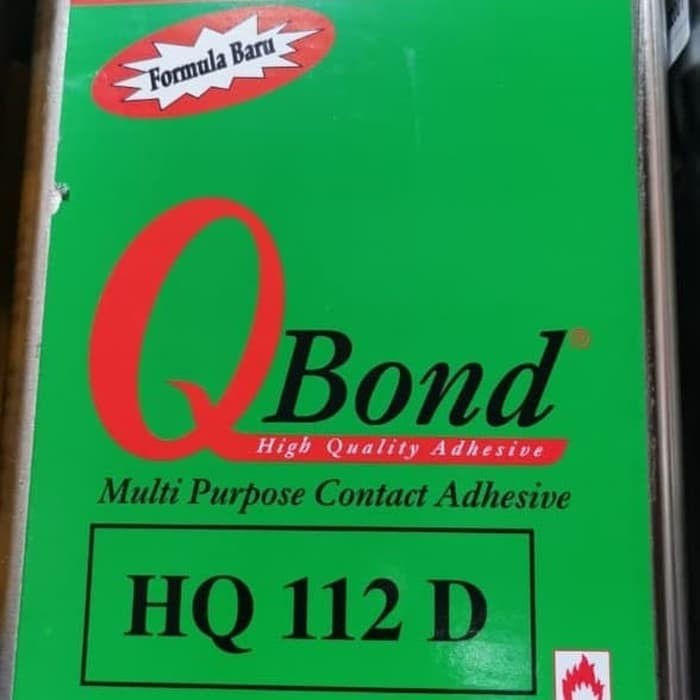 Formula Baru
QBond®
High Quality Adhesive
Multi Purpose Contact Adhesive
HQ 112 D